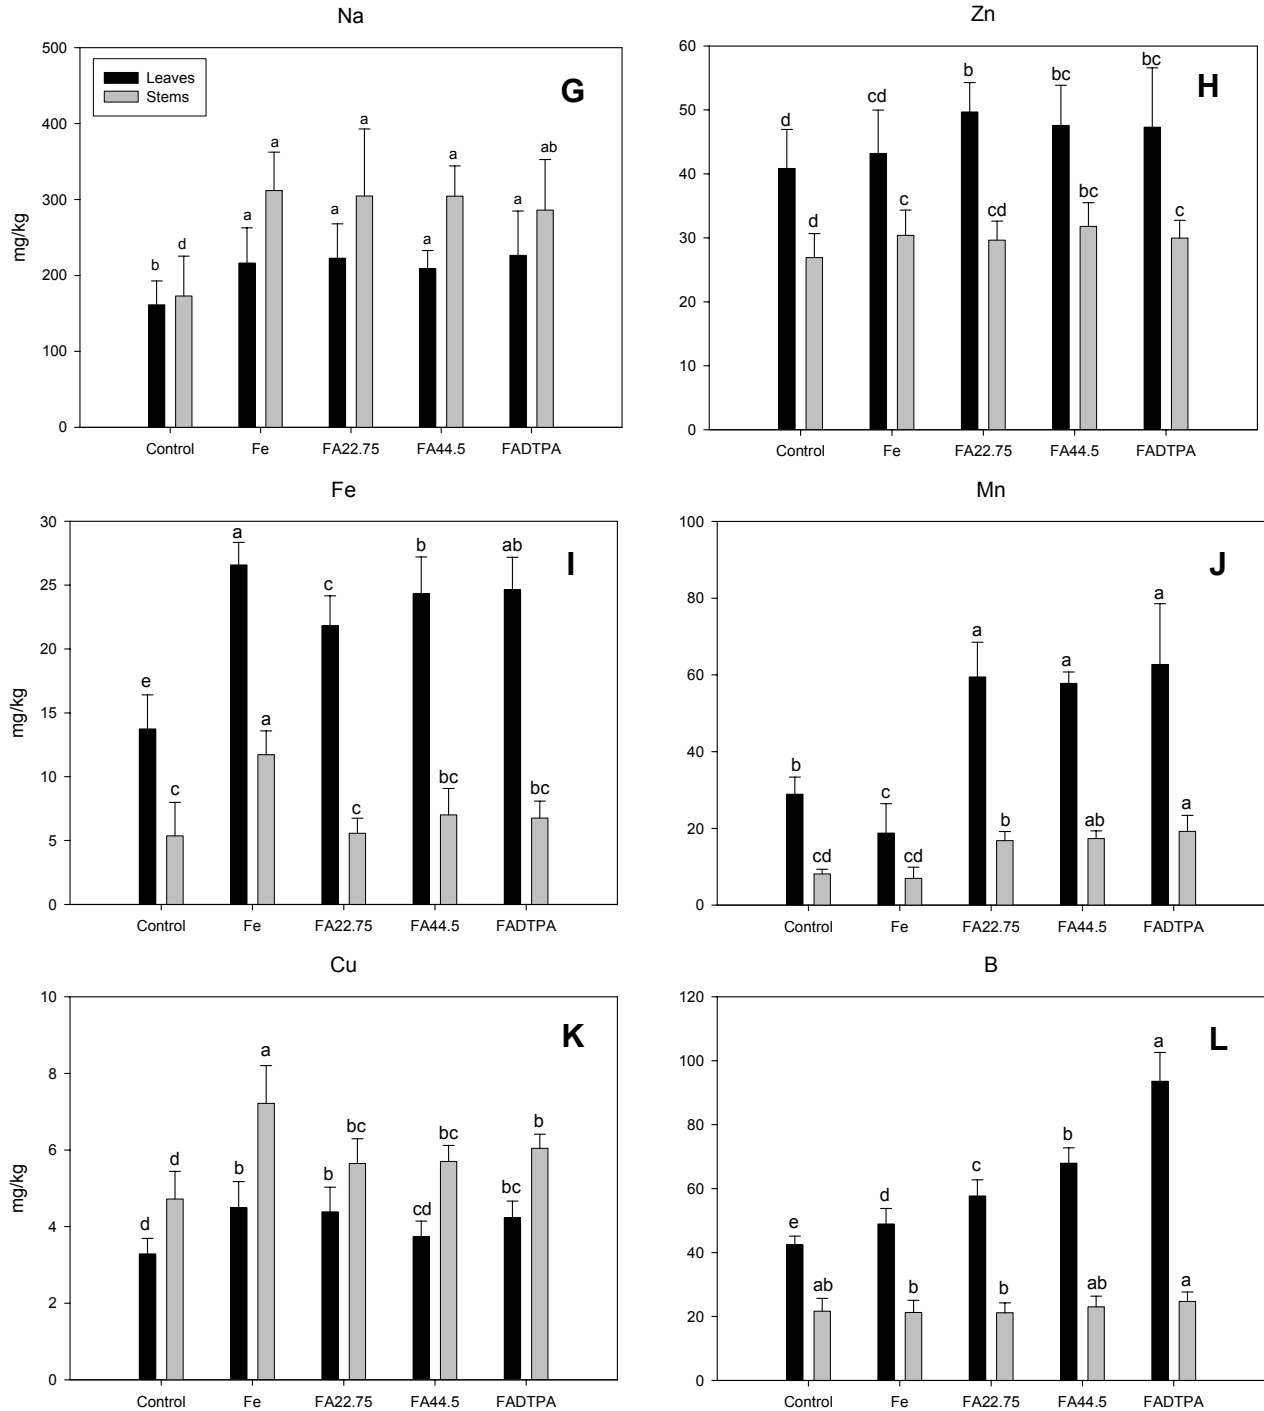 Na
500
400
300
200
100
0
mg/kg
Leaves
Stems
G
b
d
a
a
a
a
a
a
a
ab
Control
Fe
FA22.75
FA44.5
FADTPA
Zn
60
50
40
30
20
10
0
H
d
d
cd
c
b
cd
bc
bc
bc
c
Control
Fe
FA22.75
FA44.5
FADTPA
Fe
30
25
20
15
10
5
0
mg/kg
I
e
c
a
a
c
c
b
bc
ab
bc
Control
Fe
FA22.75
FA44.5
FADTPA
Mn
100
80
60
40
20
0
J
b
cd
c
cd
a
b
a
ab
a
a
Control
Fe
FA22.75
FA44.5
FADTPA
Cu
10
8
6
4
2
0
mg/kg
K
d
d
b
a
b
bc
cd
bc
bc
b
Control
Fe
FA22.75
FA44.5
FADTPA
B
120
100
80
60
40
20
0
L
e
ab
d
b
c
b
b
ab
a
a
Control
Fe
FA22.75
FA44.5
FADTPA